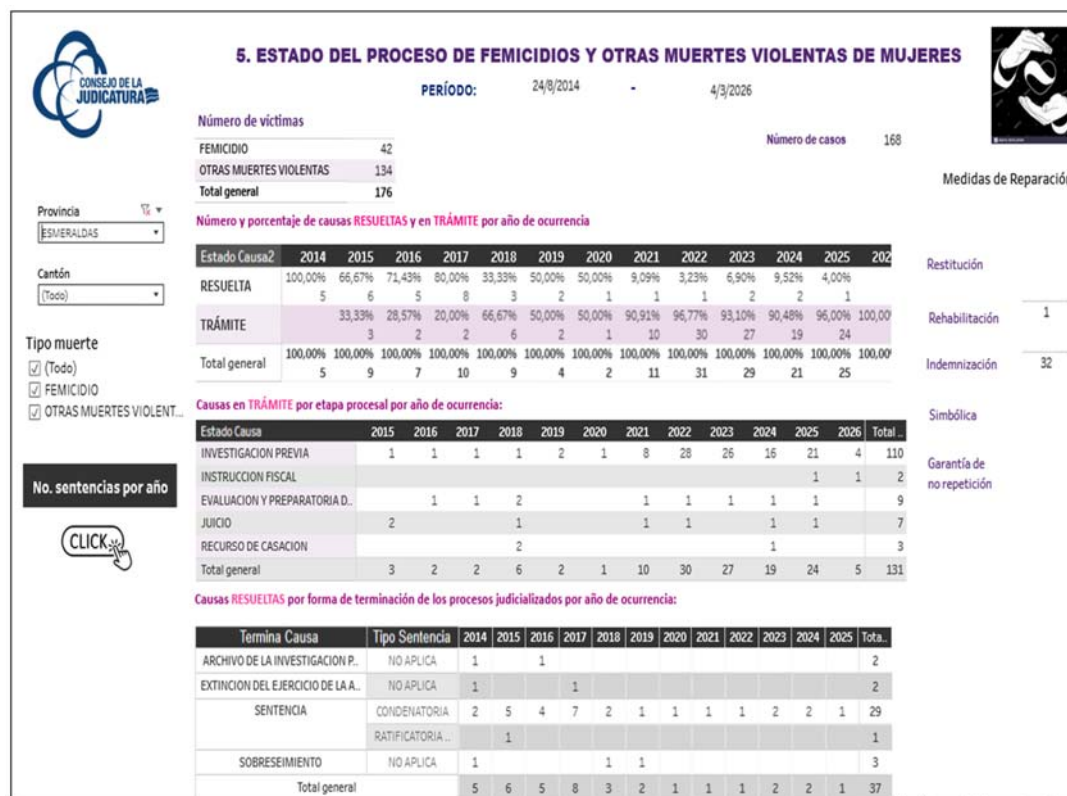 CONSEJO DE LA
JUDICATURA
5. ESTADO DEL PROCESO DE FEMICIDIOS Y OTRAS MUERTES VIOLENTAS DE MUJERES
PERÍODO: 24/8/2014 - 4/3/2026
Número de víctimas
Número de casos 168
FEMICIDIO 42
OTRAS MUERTES VIOLENTAS 134
Total general 176
Medidas de Reparación
Provincia
ESMERALDAS
Cantón
(Todo)
Tipo muerte
(Todo)
FEMICIDIO
OTRAS MUERTES VIOLENT...
No. sentencias por año
CLICK
Número y porcentaje de causas RESUELTAS y en TRÁMITE por año de ocurrencia
Estado Causa2 2014 2015 2016 2017 2018 2019 2020 2021 2022 2023 2024 2025 202
RESUELTA 100,00% 66,67% 71,43% 80,00% 33,33% 50,00% 50,00% 9,09% 3,23% 6,90% 9,52% 4,00%
5 6 5 8 3 2 1 1 1 2 2 1
TRÁMITE 33,33% 28,57% 20,00% 66,67% 50,00% 50,00% 90,91% 96,77% 93,10% 90,48% 96,00% 100,00
3 2 2 6 2 1 10 30 27 19 24
Total general 100,00% 100,00% 100,00% 100,00% 100,00% 100,00% 100,00% 100,00% 100,00% 100,00% 100,00% 100,00% 100,00
5 9 7 10 9 4 2 11 31 29 21 25
Restitución
Rehabilitación 1
Indemnización 32
Simbólica
Garantía de
no repetición
Causas en TRÁMITE por etapa procesal por año de ocurrencia:
Estado Causa 2015 2016 2017 2018 2019 2020 2021 2022 2023 2024 2025 2026 Total ..
INVESTIGACION PREVIA 1 1 1 1 2 1 8 28 26 16 21 4 110
INSTRUCCION FISCAL 1 1 2
EVALUACION Y PREPARATORIA D.. 1 1 2 1 1 1 1 1 9
JUICIO 2 1 1 1 1 1 7
RECURSO DE CASACION 2 1 3
Total general 3 2 2 6 2 1 10 30 27 19 24 5 131
Causas RESUELTAS por forma de terminación de los procesos judicializados por año de ocurrencia:
Termina Causa Tipo Sentencia 2014 2015 2016 2017 2018 2019 2020 2021 2022 2023 2024 2025 Tota..
ARCHIVO DE LA INVESTIGACION P.. NO APLICA 1 1 2
EXTINCION DEL EJERCICIO DE LA A.. NO APLICA 1 1 2
SENTENCIA CONDENATORIA 2 5 4 7 2 1 1 1 1 2 2 1 29
RATIFICATORIA .. 1 1
SOBRESEIMIENTO NO APLICA 1 1 1 3
Total general 5 6 5 8 3 2 1 1 1 2 2 1 37